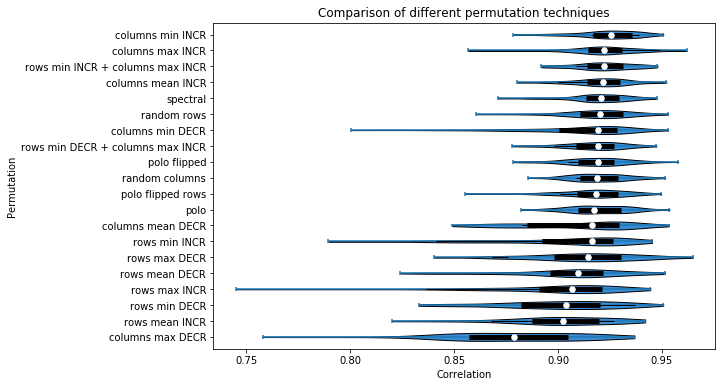 Comparison of different permutation techniques
columns min INCR
columns max INCR
rows min INCR + columns max INCR
columns mean INCR
spectral
random rows
columns min DECR
rows min DECR + columns max INCR
polo flipped
random columns
polo flipped rows
polo
columns mean DECR
rows min INCR
rows max DECR
rows mean DECR
rows max INCR
rows min DECR
rows mean INCR
columns max DECR
Permutation
0.75 0.80 0.85 0.90 0.95
Correlation